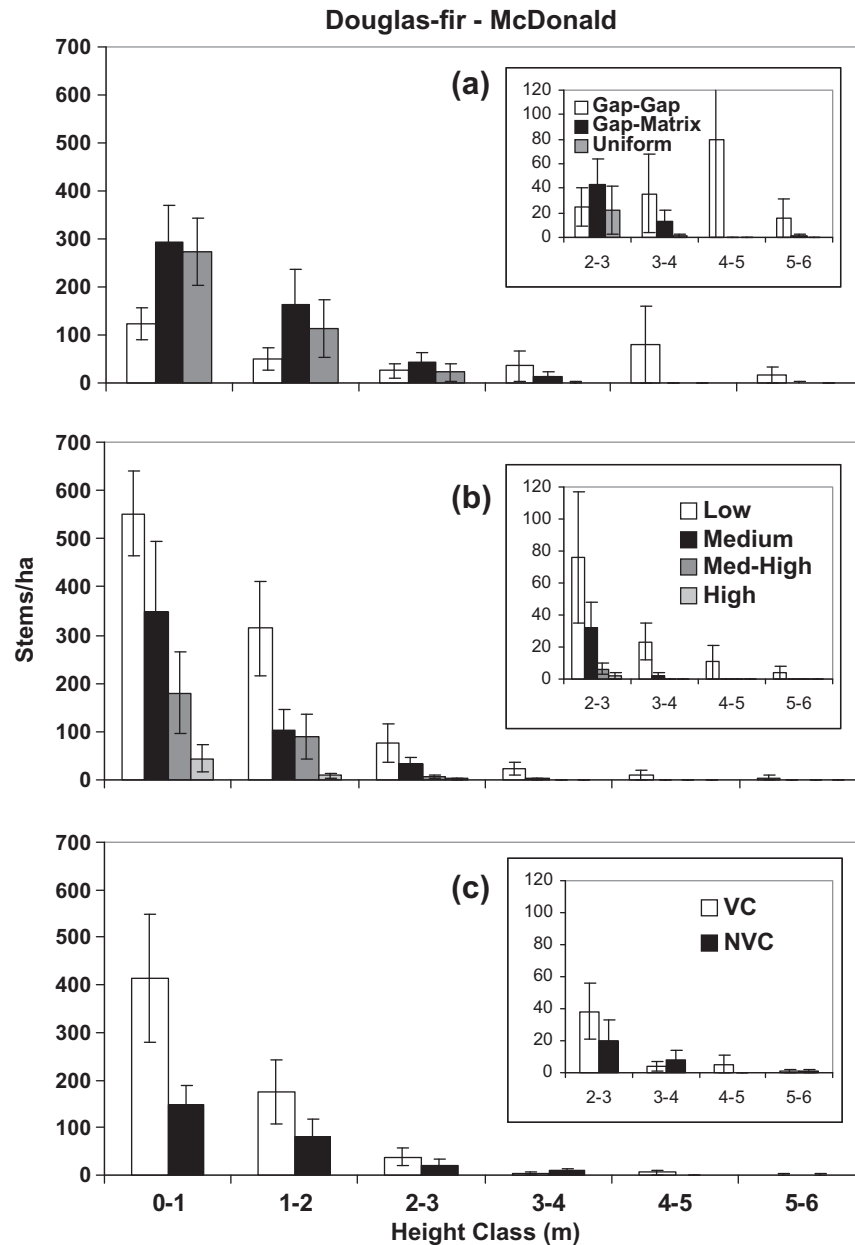 Douglas-fir - McDonald
700
600
500
400
300
200
100
0
(a)
120
100
80
60
40
20
0
Gap-Gap
Gap-Matrix
Uniform
2-3 3-4 4-5 5-6
Stems/ha
700
600
500
400
300
200
100
0
(b)
120
100
80
60
40
20
0
Low
Medium
Med-High
High
2-3 3-4 4-5 5-6
700
600
500
400
300
200
100
0
(c)
120
100
80
60
40
20
0
VC
NVC
2-3 3-4 4-5 5-6
0-1 1-2 2-3 3-4 4-5 5-6
Height Class (m)